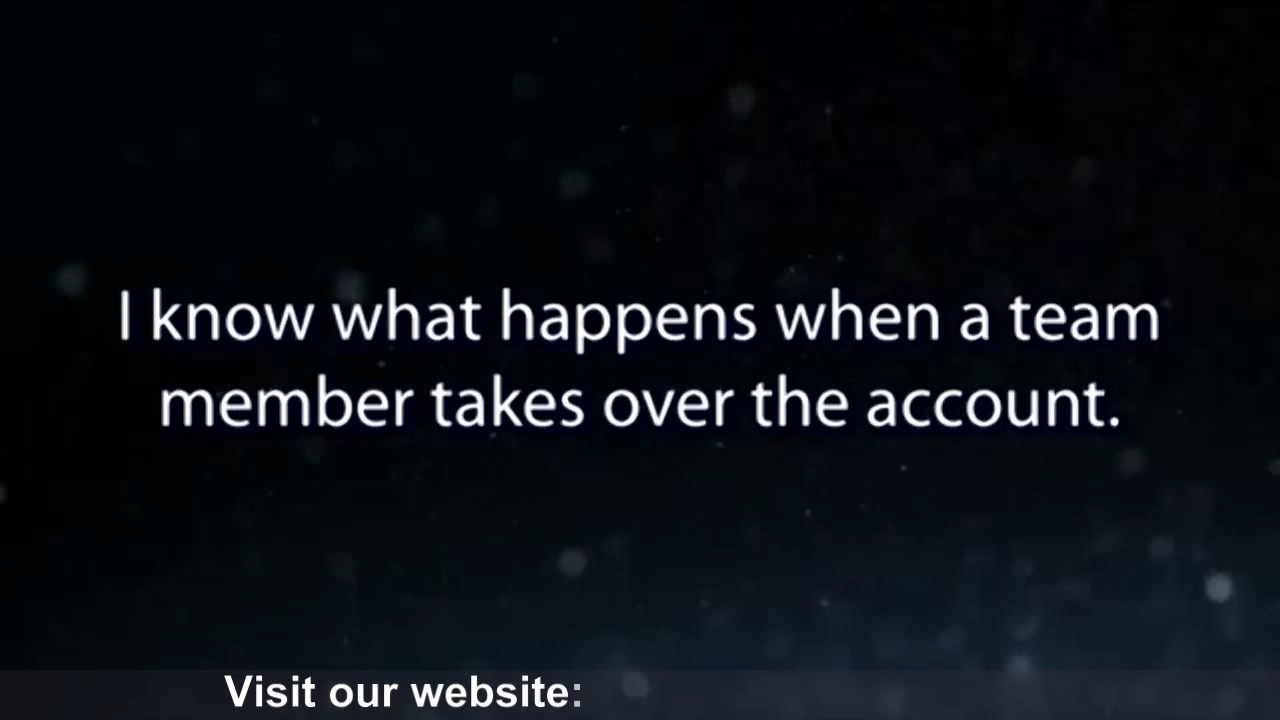 I know what happens when a team
member takes over the account.
Visit our website: